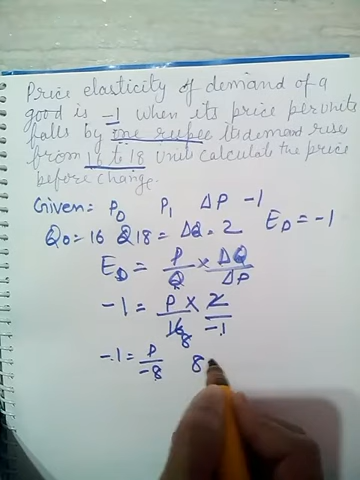 Price elasticity of demand of a
good is -1 when its price per units
falls by one rupee Its demand rises
from 16 to 18 Units calculate the price
before change.
Given: P0 P1 ΔP -1
Q0 = 16 Q18 = ΔQ = 2 ED = -1
ED = P/Q × ΔQ/ΔP
-1 = P/16 × 2/-1
8
-1 = P/-8 8